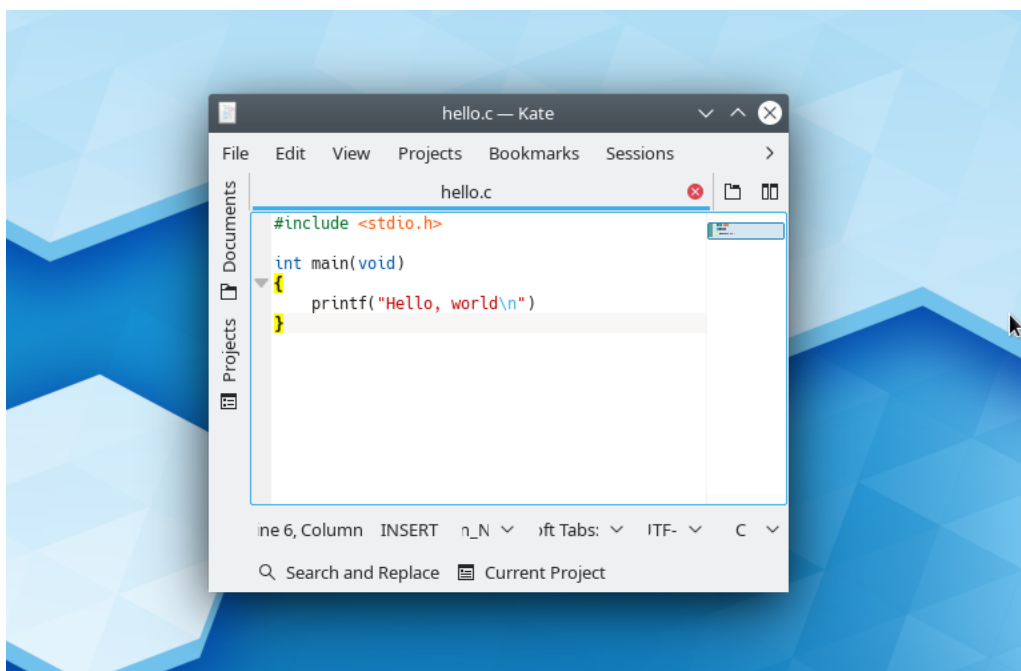 hello.c — Kate
File Edit View Projects Bookmarks Sessions
Documents
Projects
hello.c
#include <stdio.h>
int main(void)
{
    printf("Hello, world\n")
}
ne 6, Column INSERT n_N ft Tabs: TF- C
Search and Replace Current Project